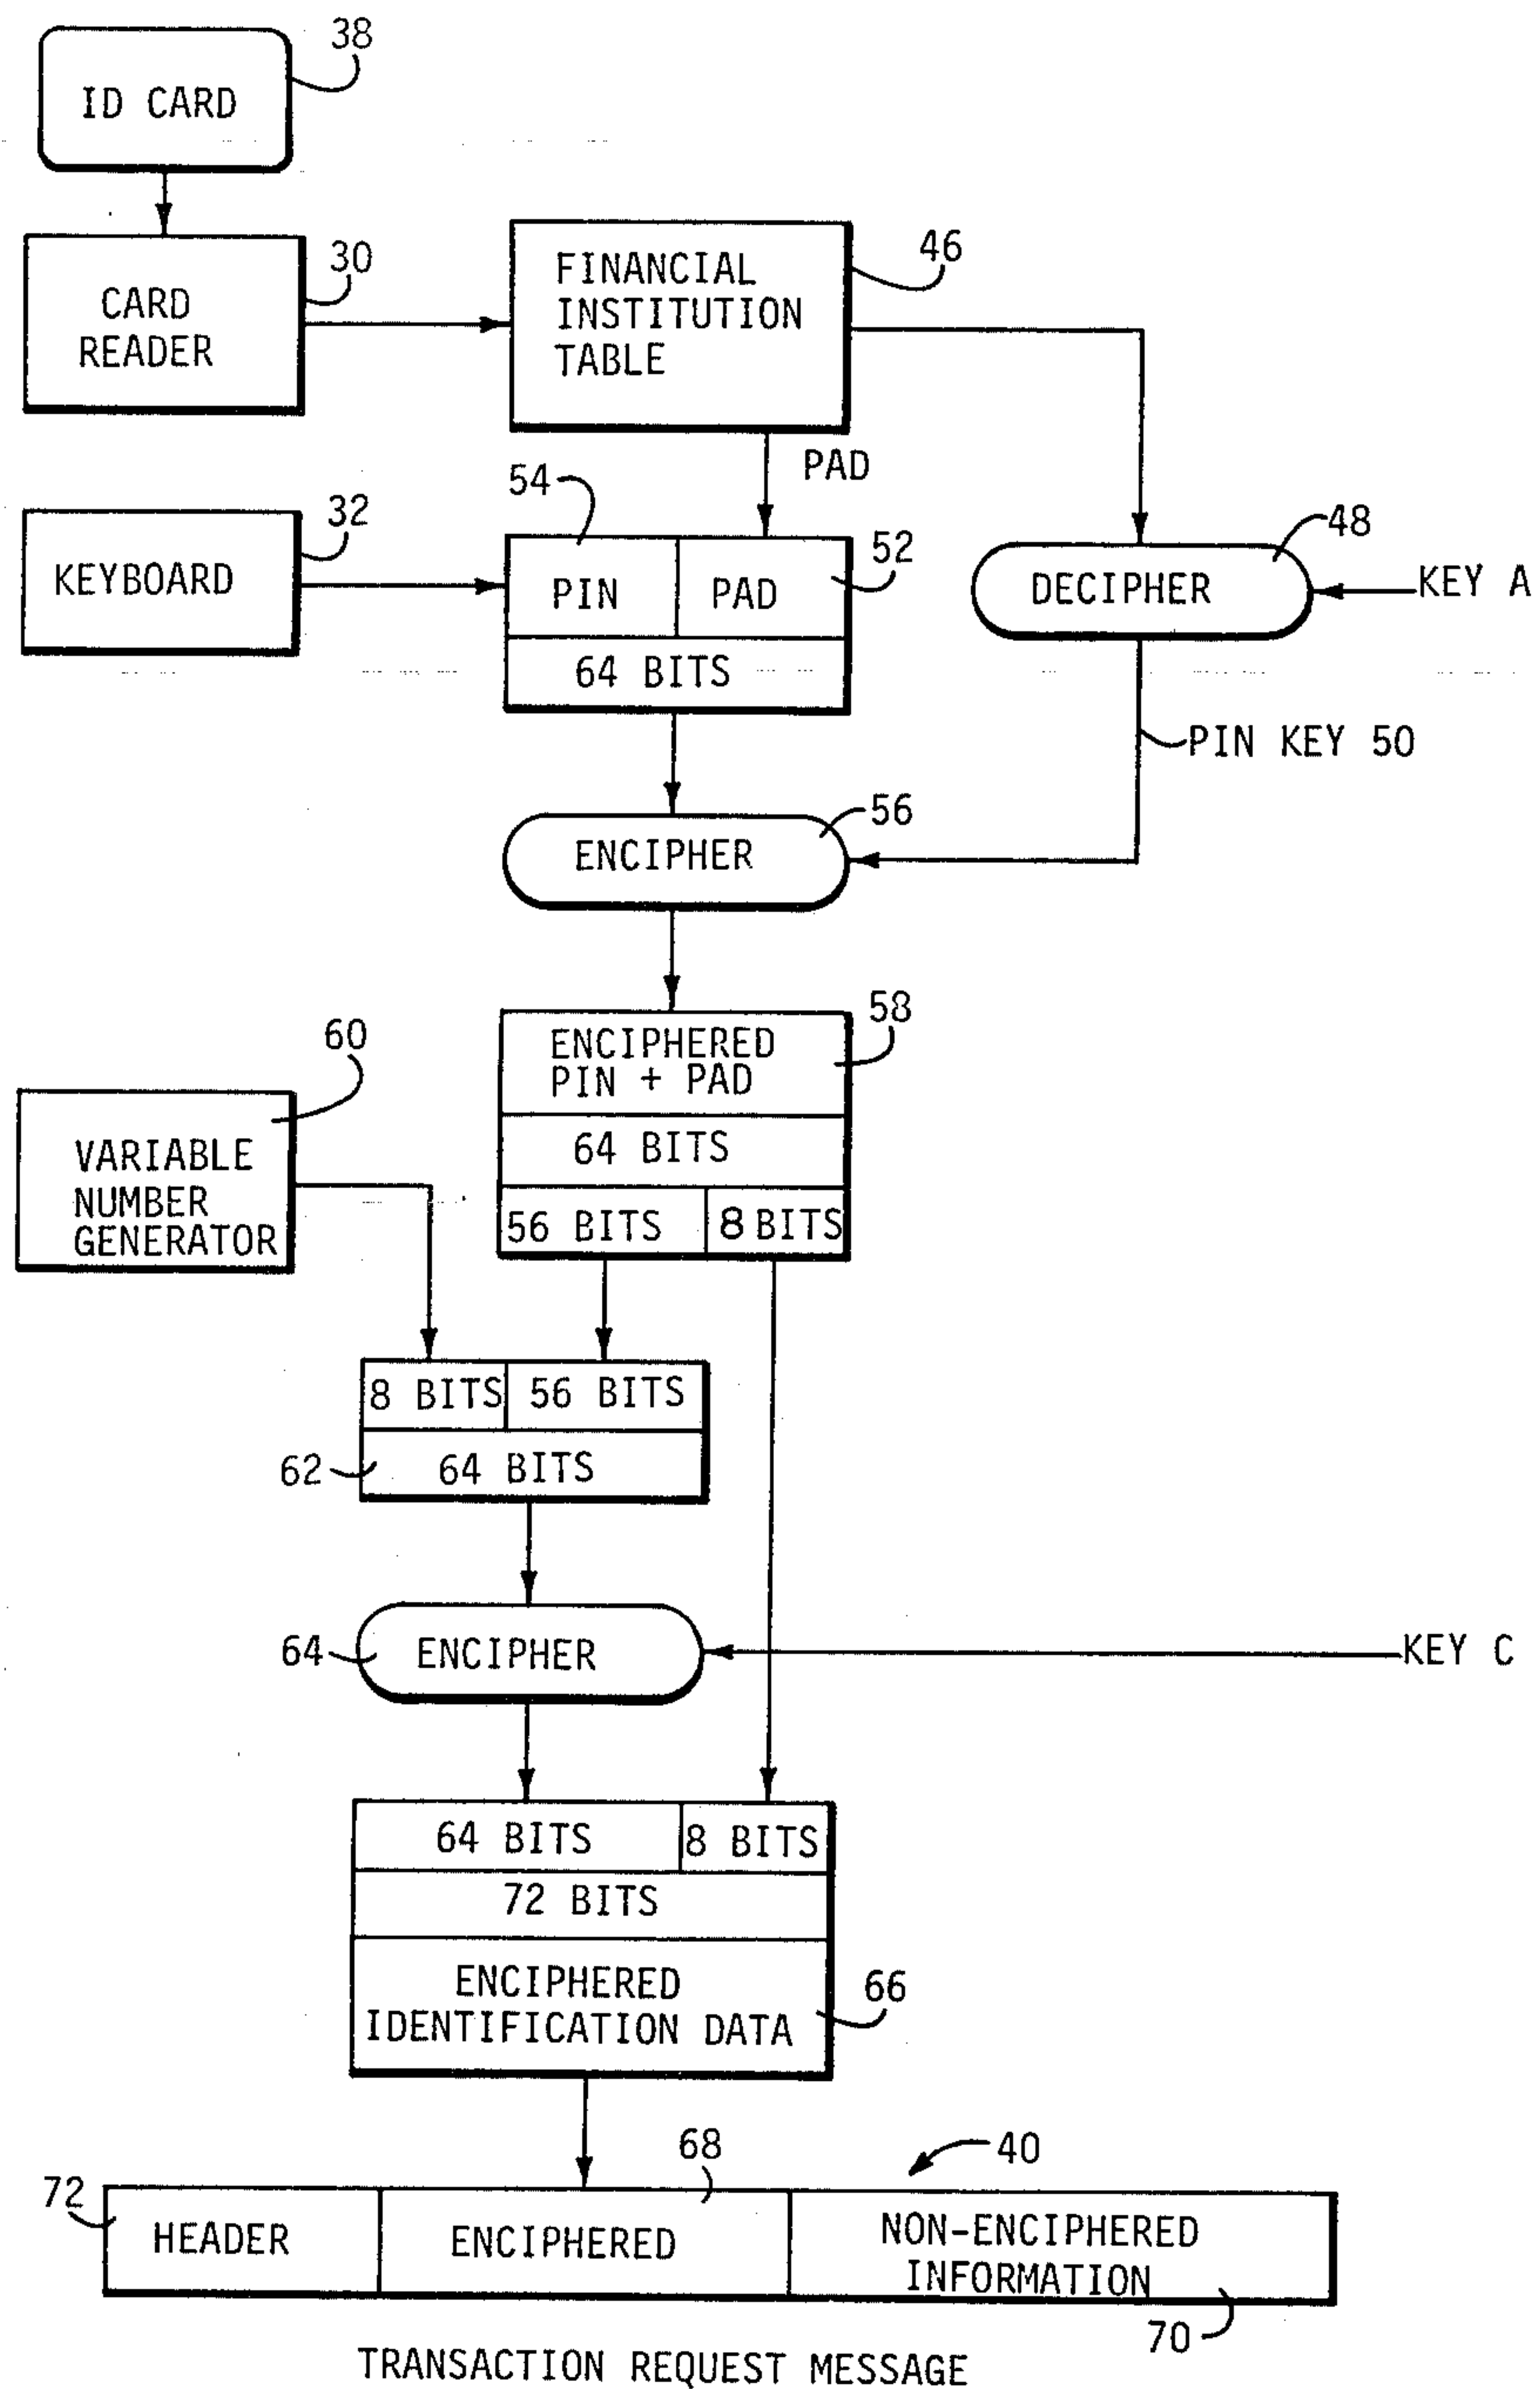 38
ID CARD
30
CARD
READER
46
FINANCIAL
INSTITUTION
TABLE
PAD
54
32
KEYBOARD
52
PIN
PAD
64 BITS
48
DECIPHER
KEY A
PIN KEY 50
56
ENCIPHER
58
ENCIPHERED
PIN + PAD
64 BITS
56 BITS
8 BITS
60
VARIABLE
NUMBER
GENERATOR
8 BITS
56 BITS
62
64 BITS
64
ENCIPHER
KEY C
64 BITS
8 BITS
72 BITS
ENCIPHERED
IDENTIFICATION DATA
66
68
40
72
HEADER
ENCIPHERED
NON-ENCIPHERED
INFORMATION
70
TRANSACTION REQUEST MESSAGE